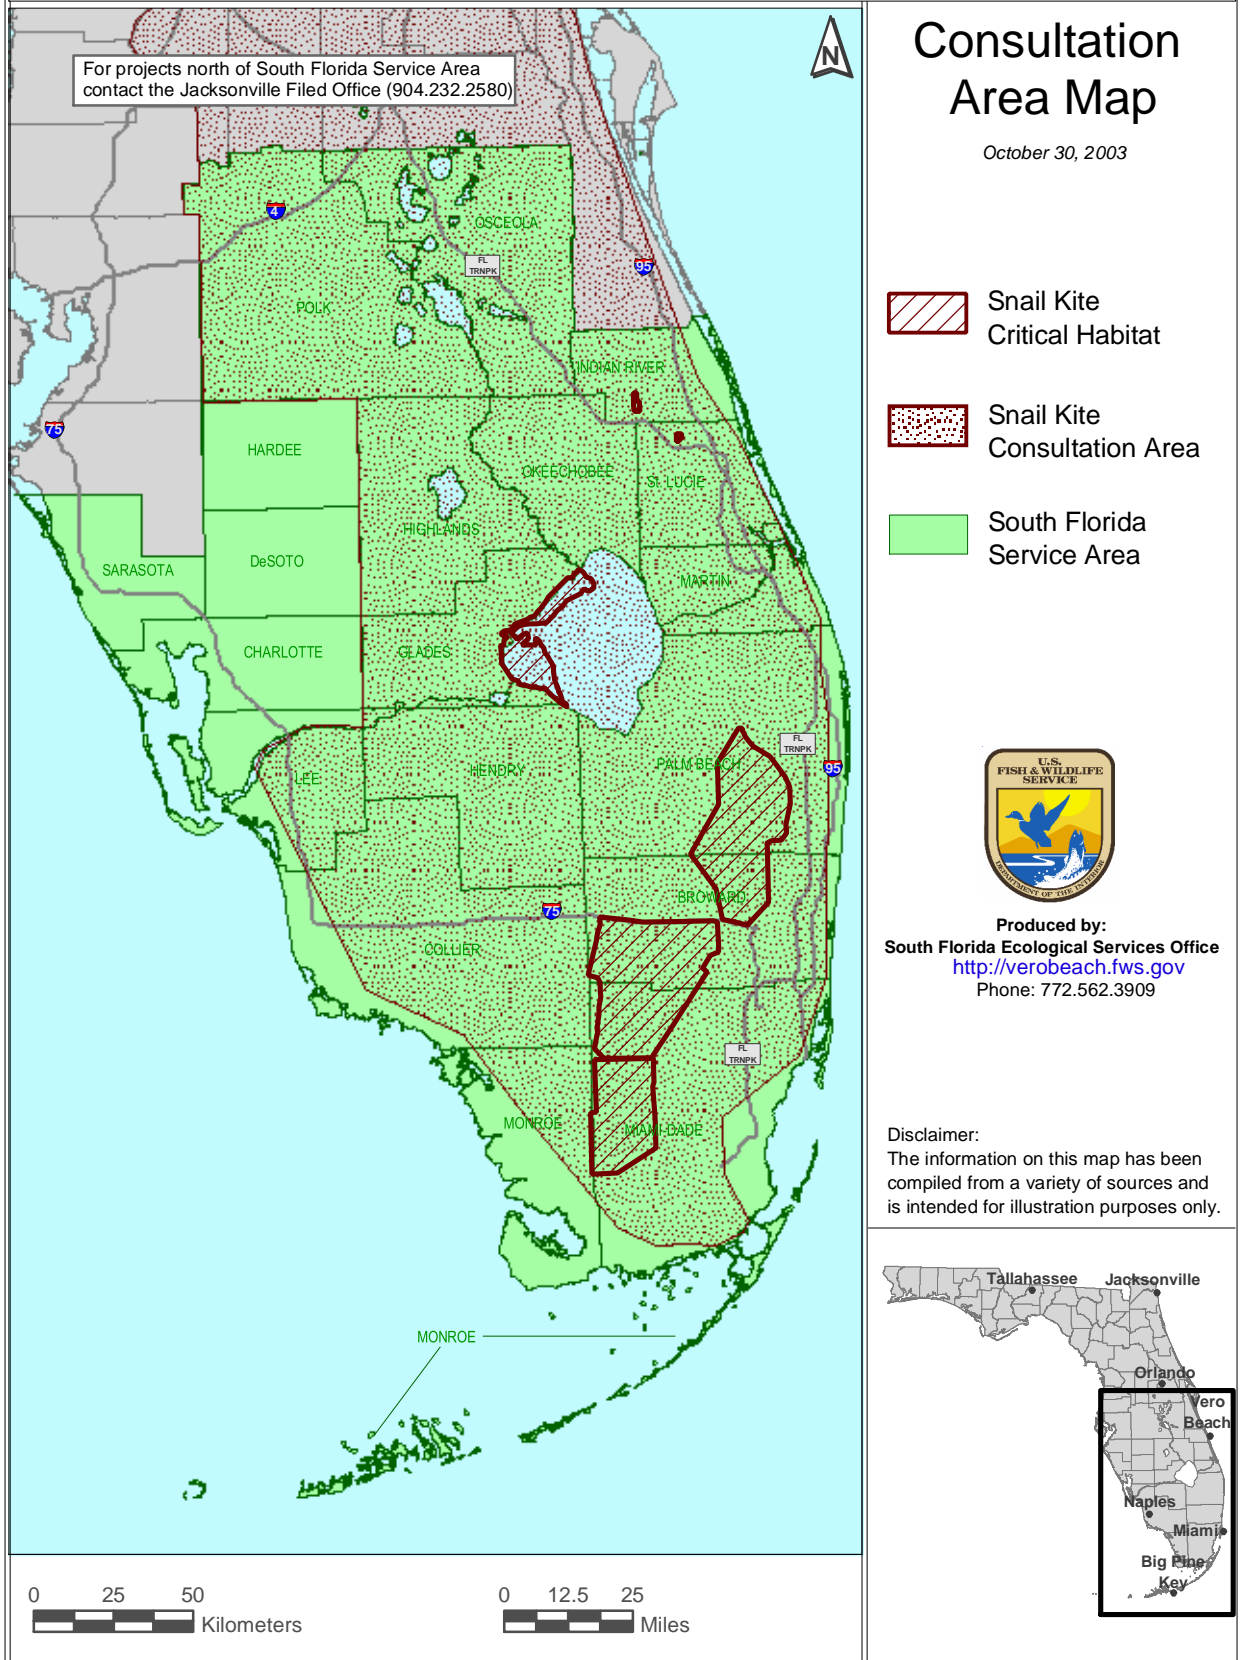 Consultation
Area Map
October 30, 2003
For projects north of South Florida Service Area
contact the Jacksonville Filed Office (904.232.2580)
N
4
OSCEOLA
FL
TRNPK
95
POLK
INDIAN RIVER
75
HARDEE
OKEECHOBEE
ST. LUCIE
HIGHLANDS
SARASOTA
DeSOTO
MARTIN
CHARLOTTE
GLADES
FL
TRNPK
LEE
HENDRY
PALM BEACH
95
BROWARD
75
COLLIER
FL
TRNPK
MONROE
MIAMI-DADE
MONROE
0 25 50
Kilometers
0 12.5 25
Miles
Snail Kite
Critical Habitat
Snail Kite
Consultation Area
South Florida
Service Area
U.S.
FISH & WILDLIFE
SERVICE
DEPARTMENT OF THE INTERIOR
Produced by:
South Florida Ecological Services Office
http://verobeach.fws.gov
Phone: 772.562.3909
Disclaimer:
The information on this map has been
compiled from a variety of sources and
is intended for illustration purposes only.
Tallahassee
Jacksonville
Orlando
Vero
Beach
Naples
Miami
Big Pine
Key